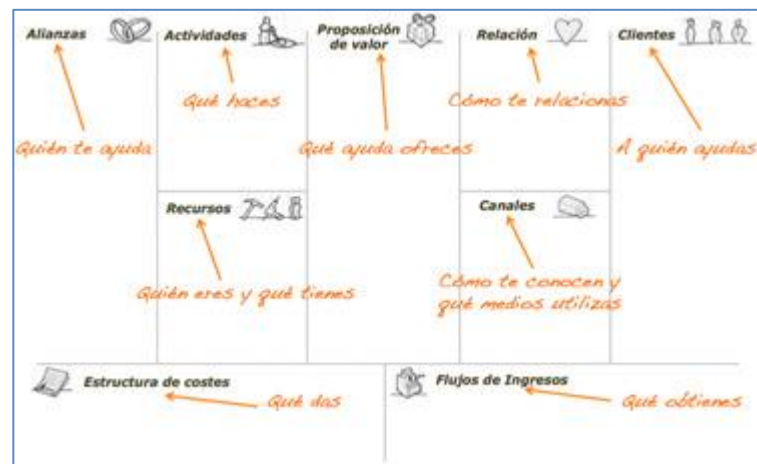 Alianzas
Actividades
Proposición
de valor
Relación
Clientes
Qué haces
Cómo te relacionas
Quién te ayuda
Qué ayuda ofreces
A quién ayudas
Recursos
Canales
Quién eres y qué tienes
Cómo te conocen y
qué medios utilizas
Estructura de costes
Qué das
Flujos de Ingresos
Qué obtienes